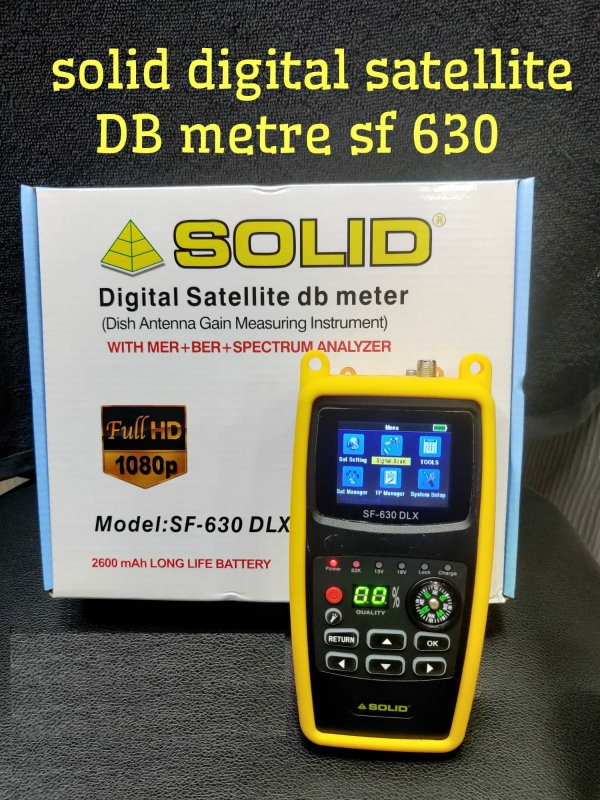 solid digital satellite
DB metre sf 630
SOLID®
Digital Satellite db meter
(Dish Antenna Gain Measuring Instrument)
WITH MER+BER+SPECTRUM ANALYZER
Full HD
1080p
Model:SF-630 DLX
2600 mAh LONG LIFE BATTERY
Menu
Sat Setting Signal Scan TOOLS
Sat Manager TP Manager System Setup
SF-630 DLX
Power 22K 13V 18V Lock Charge
0.0 %
QUALITY
RETURN OK
SOLID